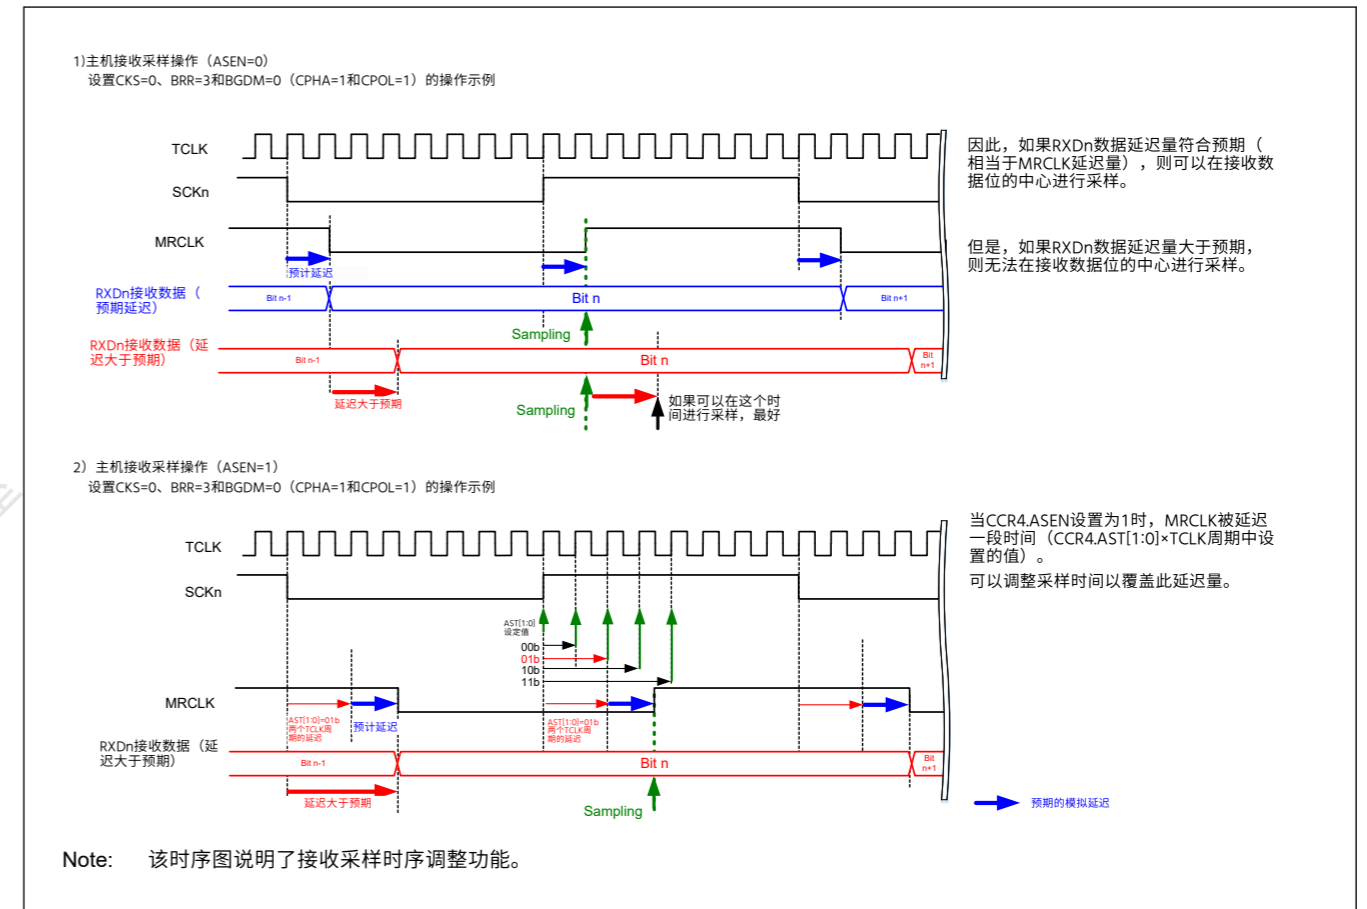 1)主机接收采样操作（ASEN=0）
设置CKS=0、BRR=3和BGDM=0（CPHA=1和CPOL=1）的操作示例
TCLK
SCKn
MRCLK
预计延迟
RXDn接收数据（
预期延迟）
Bit n-1
Bit n
Bit n+1
Sampling
RXDn接收数据（延
迟大于预期）
Bit n-1
Bit n
Bit
n+1
延迟大于预期
Sampling
如果可以在这个时
间进行采样，最好
因此，如果RXDn数据延迟量符合预期（
相当于MRCLK延迟量），则可以在接收数
据位的中心进行采样。
但是，如果RXDn数据延迟量大于预期，
则无法在接收数据位的中心进行采样。
2）主机接收采样操作（ASEN=1）
设置CKS=0、BRR=3和BGDM=0（CPHA=1和CPOL=1）的操作示例
TCLK
SCKn
AST[1:0]
设定值
00b
01b
10b
11b
MRCLK
AST[1:0]=01b
两个TCLK周
期的延迟
预计延迟
AST[1:0]=01b
两个TCLK周
期的延迟
RXDn接收数据（延
迟大于预期）
Bit n-1
Bit n
Bit
n+1
延迟大于预期
Sampling
当CCR4.ASEN设置为1时，MRCLK被延迟
一段时间（CCR4.AST[1:0]×TCLK周期中设
置的值）。
可以调整采样时间以覆盖此延迟量。
预期的模拟延迟
Note: 该时序图说明了接收采样时序调整功能。